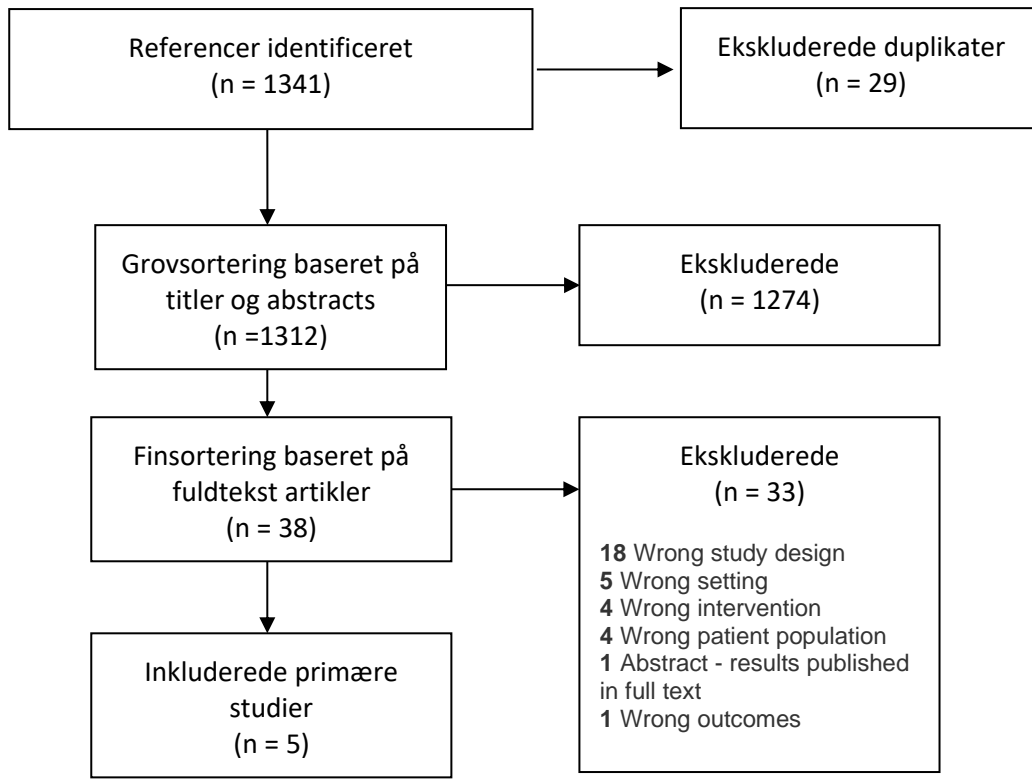 Referencer identificeret
(n = 1341)
Ekskluderede duplikater
(n = 29)
Grovsortering baseret på
titler og abstracts
(n =1312)
Ekskluderede
(n = 1274)
Finsortering baseret på
fuldtekst artikler
(n = 38)
Ekskluderede
(n = 33)
18 Wrong study design
5 Wrong setting
4 Wrong intervention
4 Wrong patient population
1 Abstract - results published
in full text
1 Wrong outcomes
Inkluderede primære
studier
(n = 5)